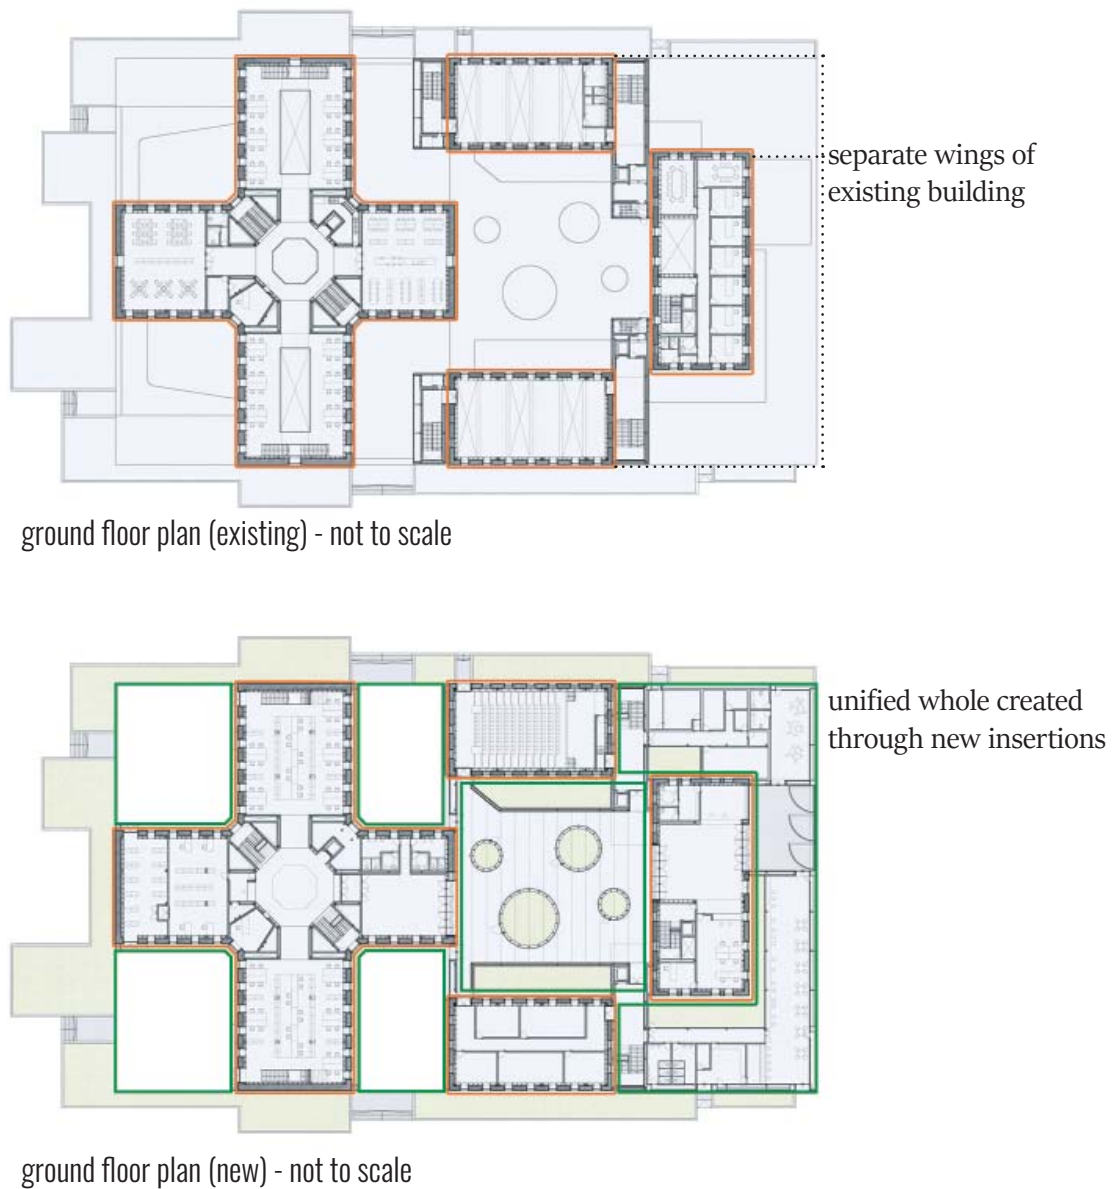 separate wings of
existing building
ground floor plan (existing) - not to scale
unified whole created
through new insertions
ground floor plan (new) - not to scale